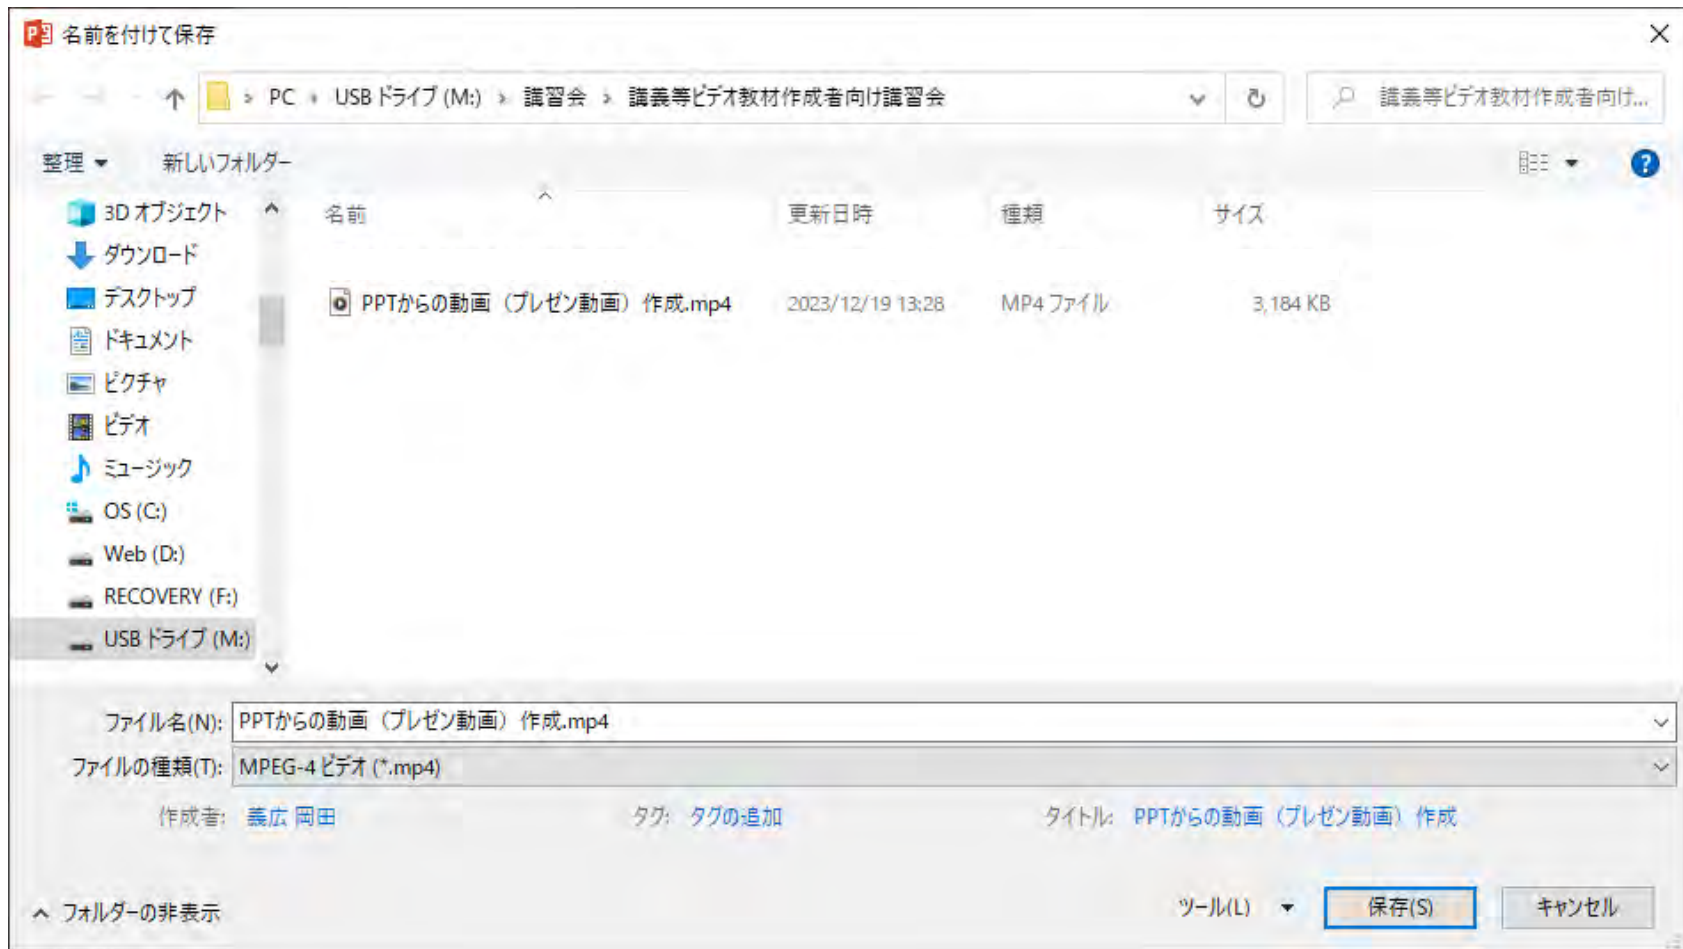 名前を付けて保存
PC › USB ドライブ (M:) › 講習会 › 講義等ビデオ教材作成者向け講習会
講義等ビデオ教材作成者向け...
整理 新しいフォルダー
名前 更新日時 種類 サイズ
PPTからの動画（プレゼン動画）作成.mp4 2023/12/19 13:28 MP4 ファイル 3,184 KB
3D オブジェクト
ダウンロード
デスクトップ
ドキュメント
ピクチャ
ビデオ
ミュージック
OS (C:)
Web (D:)
RECOVERY (F:)
USB ドライブ (M:)
ファイル名(N): PPTからの動画（プレゼン動画）作成.mp4
ファイルの種類(T): MPEG-4 ビデオ (*.mp4)
作成者: 義広 岡田 タグ: タグの追加 タイトル: PPTからの動画（プレゼン動画）作成
フォルダーの非表示 ツール(L) 保存(S) キャンセル